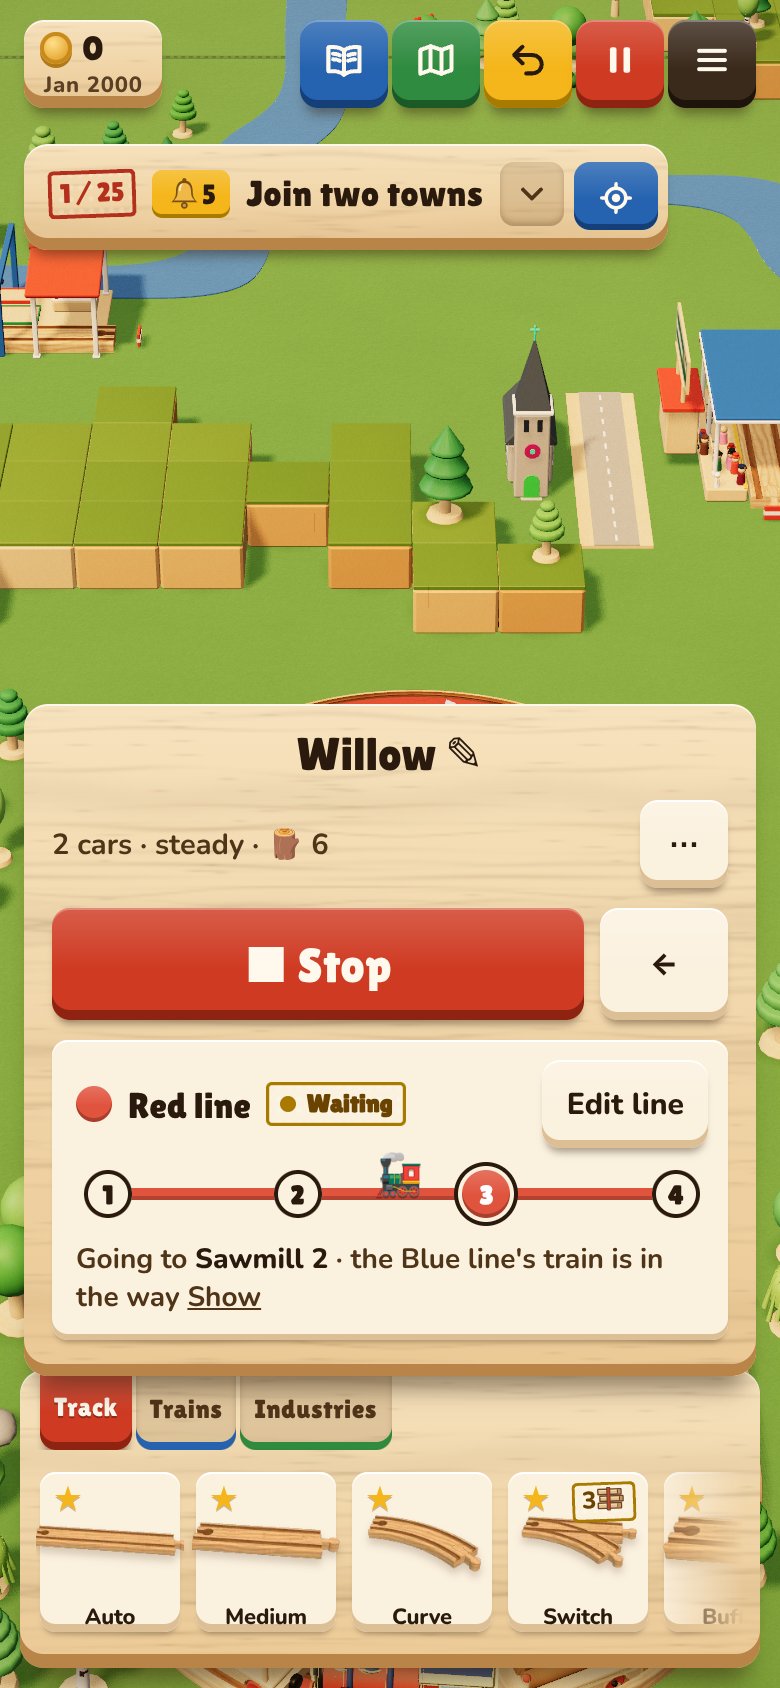 0
Jan 2000
1/25
5
Join two towns
Willow
2 cars · steady · 6
...
Stop
Red line
Waiting
Edit line
1
2
3
4
Going to Sawmill 2 · the Blue line's train is in
the way Show
Track
Trains
Industries
3
Auto
Medium
Curve
Switch